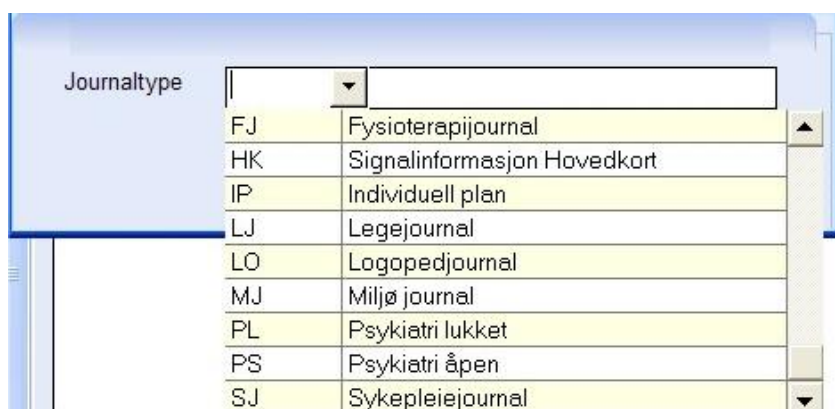 Journaltype
FJ Fysioterapijournal
HK Signalinformasjon Hovedkort
IP Individuell plan
LJ Legejournal
LO Logopedjournal
MJ Miljø journal
PL Psykiatri lukket
PS Psykiatri åpen
SJ Sykepleiejournal